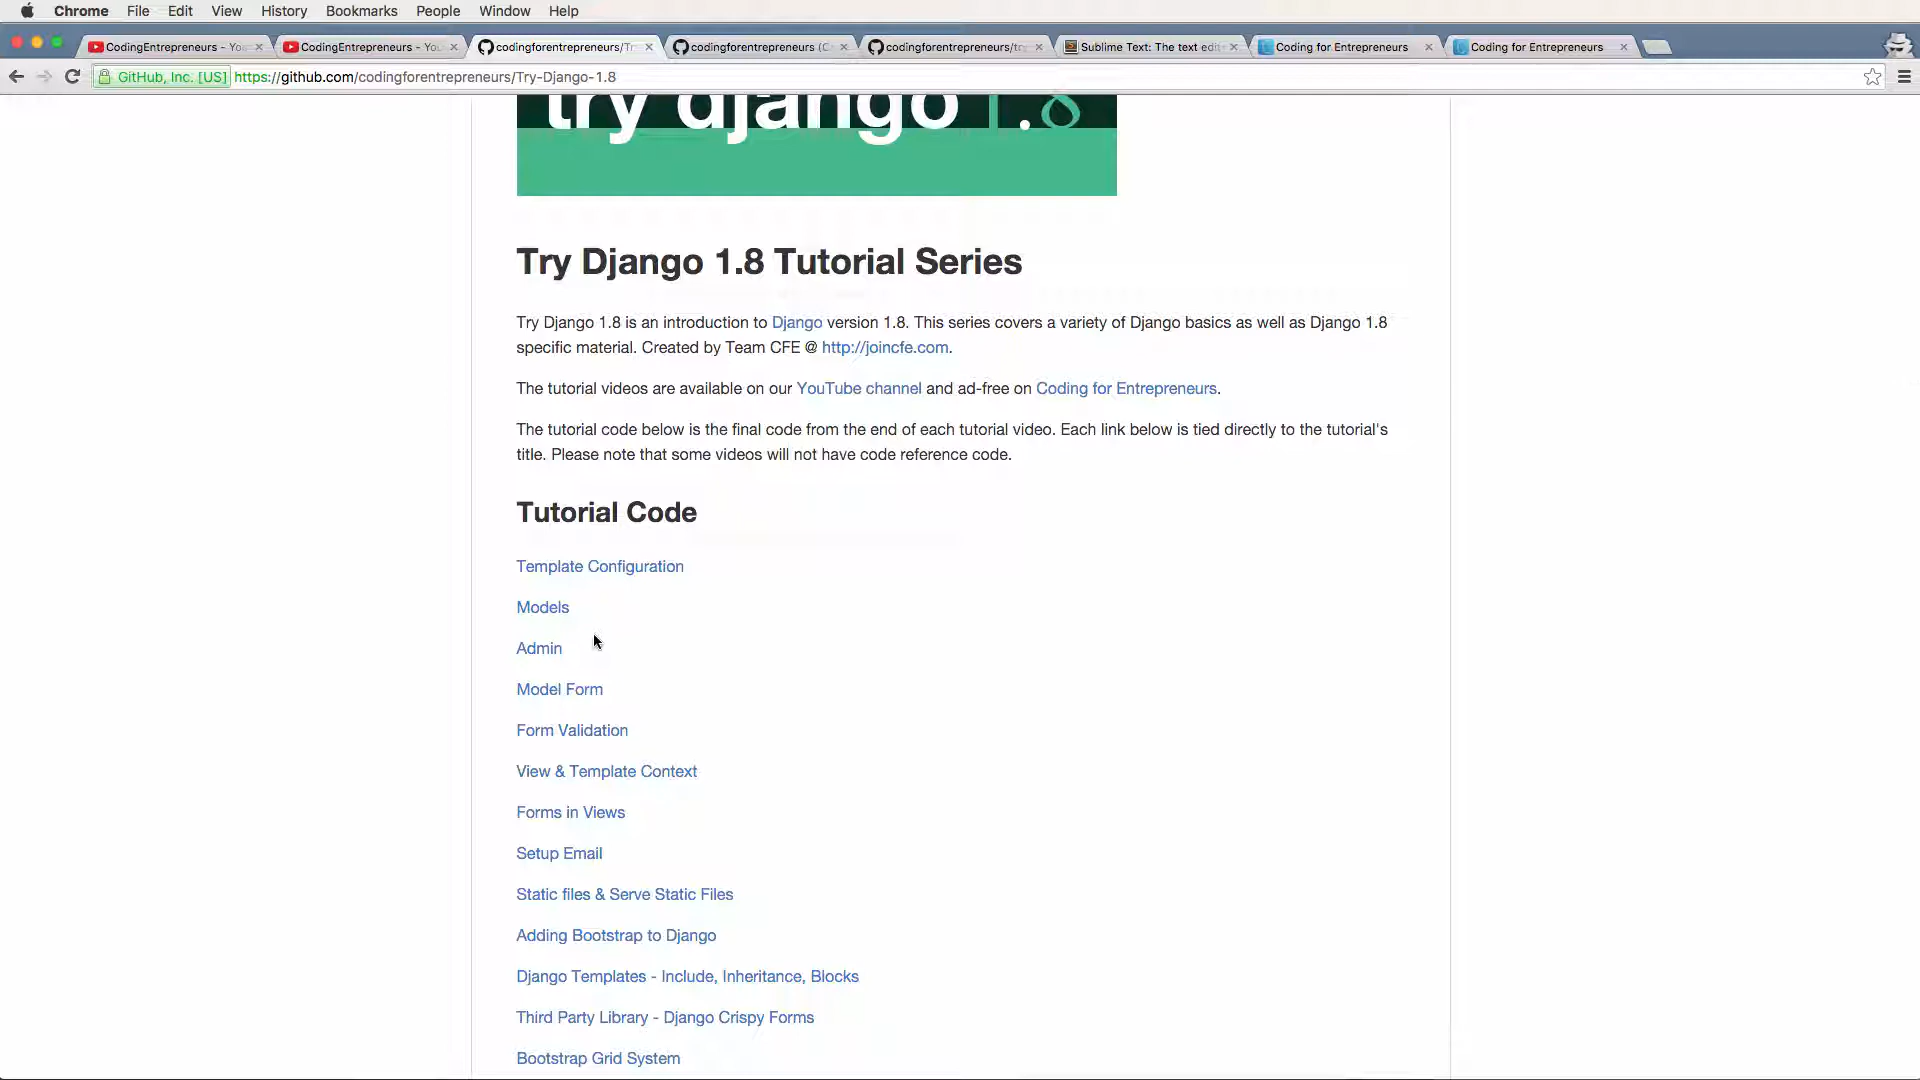 Chrome File Edit View History Bookmarks People Window Help
CodingEntrepreneurs - Yo
CodingEntrepreneurs - You
codingforentrepreneurs/Tr
codingforentrepreneurs (C
codingforentrepreneurs/try
Sublime Text: The text edit
Coding for Entrepreneurs
Coding for Entrepreneurs
GitHub, Inc. [US] https://github.com/codingforentrepreneurs/Try-Django-1.8
try django 1.8
Try Django 1.8 Tutorial Series
Try Django 1.8 is an introduction to Django version 1.8. This series covers a variety of Django basics as well as Django 1.8
specific material. Created by Team CFE @ http://joincfe.com.
The tutorial videos are available on our YouTube channel and ad-free on Coding for Entrepreneurs.
The tutorial code below is the final code from the end of each tutorial video. Each link below is tied directly to the tutorial's
title. Please note that some videos will not have code reference code.
Tutorial Code
Template Configuration
Models
Admin
Model Form
Form Validation
View & Template Context
Forms in Views
Setup Email
Static files & Serve Static Files
Adding Bootstrap to Django
Django Templates - Include, Inheritance, Blocks
Third Party Library - Django Crispy Forms
Bootstrap Grid System